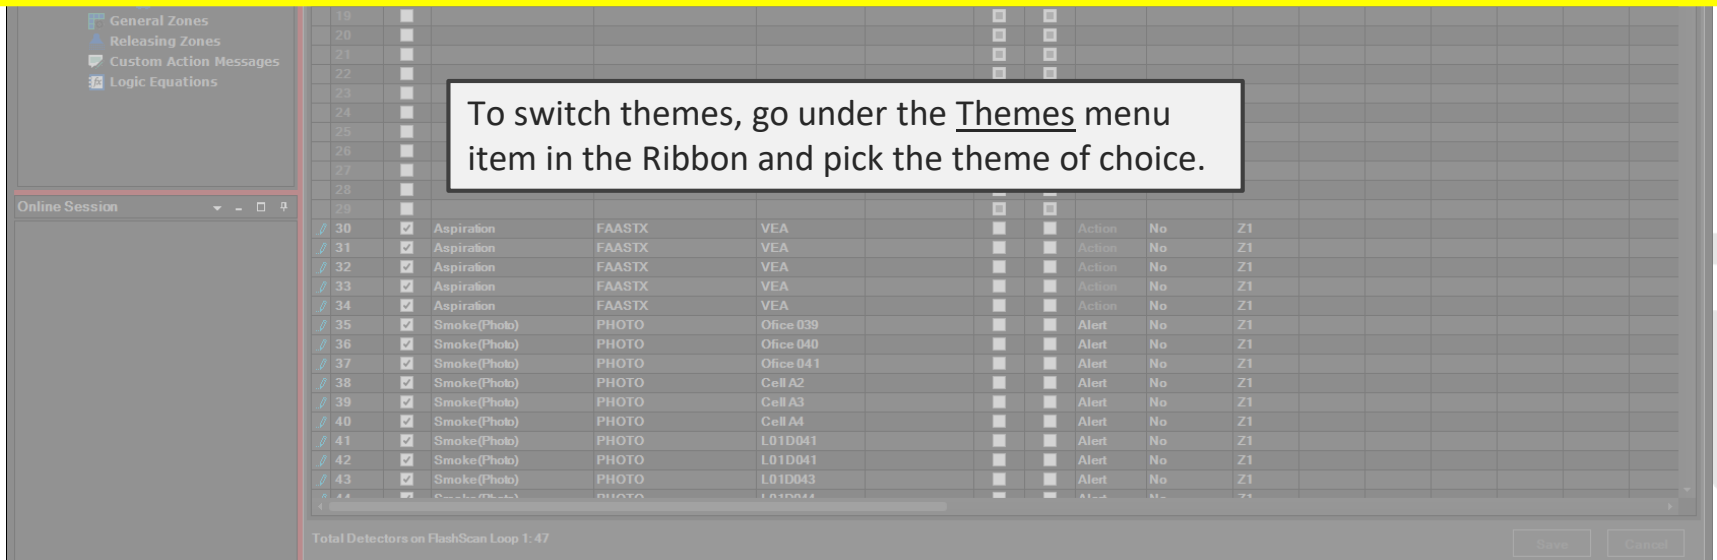 General Zones
Releasing Zones
Custom Action Messages
Logic Equations
Online Session
19
20
21
22
23
24
25
26
27
28
29
To switch themes, go under the Themes menu
item in the Ribbon and pick the theme of choice.
30 Aspiration FAASTX VEA Action No Z1
31 Aspiration FAASTX VEA Action No Z1
32 Aspiration FAASTX VEA Action No Z1
33 Aspiration FAASTX VEA Action No Z1
34 Aspiration FAASTX VEA Action No Z1
35 Smoke(Photo) PHOTO Ofice 039 Alert No Z1
36 Smoke(Photo) PHOTO Ofice 040 Alert No Z1
37 Smoke(Photo) PHOTO Ofice 041 Alert No Z1
38 Smoke(Photo) PHOTO Cell A2 Alert No Z1
39 Smoke(Photo) PHOTO Cell A3 Alert No Z1
40 Smoke(Photo) PHOTO Cell A4 Alert No Z1
41 Smoke(Photo) PHOTO L01D041 Alert No Z1
42 Smoke(Photo) PHOTO L01D041 Alert No Z1
43 Smoke(Photo) PHOTO L01D043 Alert No Z1
44 Smoke(Photo) PHOTO L01D044 Alert No Z1
Total Detectors on FlashScan Loop 1: 47
Save Cancel